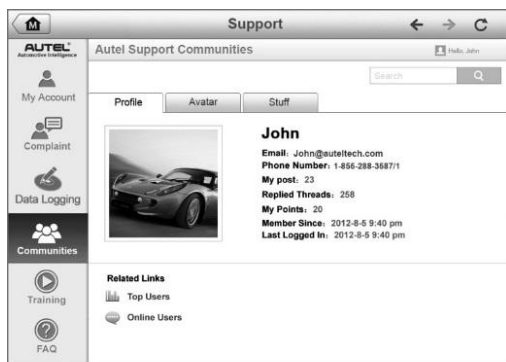 M
Support
AUTEL
Automotive Intelligence
Autel Support Communities
Hello, John
Search
My Account
Complaint
Data Logging
Communities
Training
FAQ
Profile
Avatar
Stuff
John
Email: John@auteltech.com
Phone Number: 1-856-288-3587/1
My post: 23
Replied Threads: 258
My Points: 20
Member Since: 2012-8-5 9:40 pm
Last Logged In: 2012-8-5 9:40 pm
Related Links
Top Users
Online Users